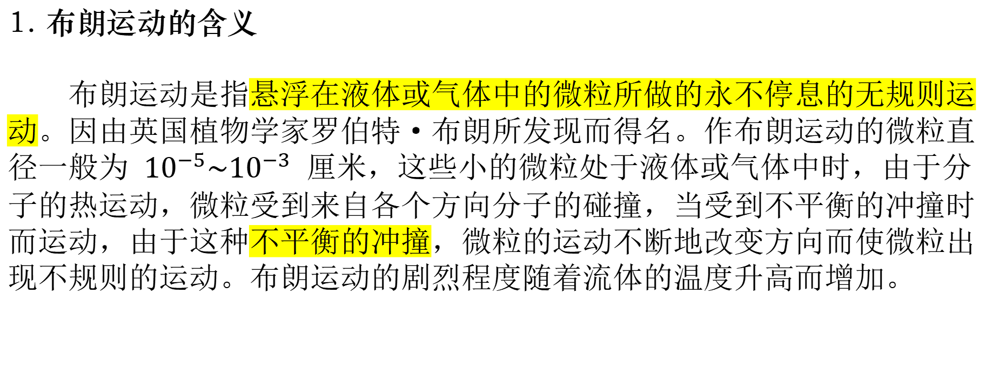 1. 布朗运动的含义
布朗运动是指悬浮在液体或气体中的微粒所做的永不停息的无规则运
动。因由英国植物学家罗伯特•布朗所发现而得名。作布朗运动的微粒直
径一般为 10⁻⁵~10⁻³ 厘米，这些小的微粒处于液体或气体中时，由于分
子的热运动，微粒受到来自各个方向分子的碰撞，当受到不平衡的冲撞时
而运动，由于这种不平衡的冲撞，微粒的运动不断地改变方向而使微粒出
现不规则的运动。布朗运动的剧烈程度随着流体的温度升高而增加。